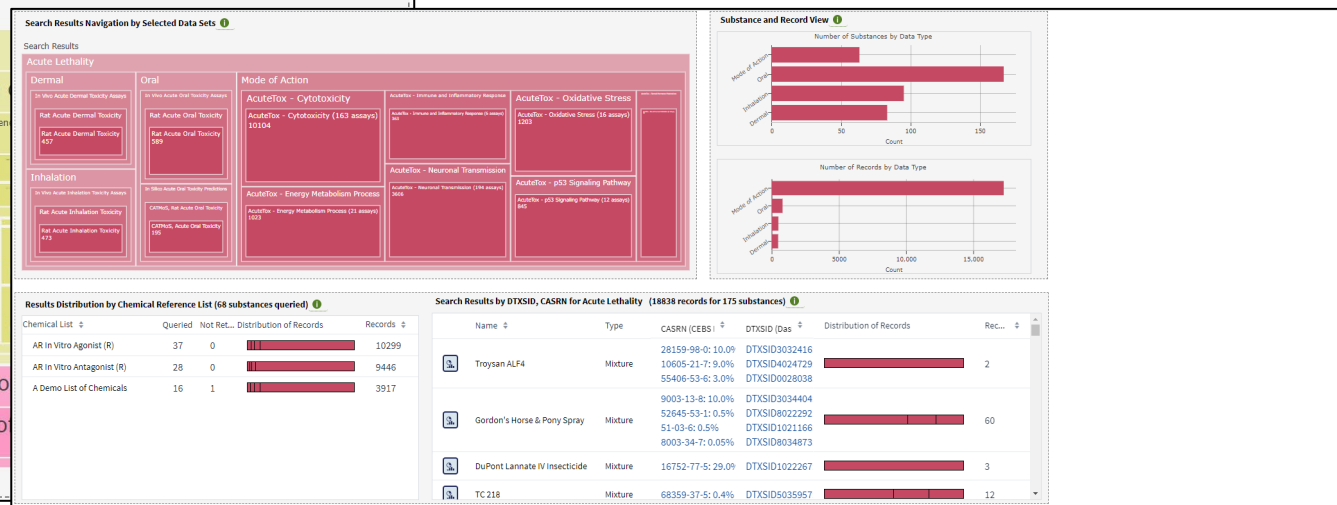 Search Results Navigation by Selected Data Sets
Search Results
Acute Lethality
Dermal
In Vivo Acute Dermal Toxicity Assays
Rat Acute Dermal Toxicity
Rat Acute Dermal Toxicity
457
Inhalation
In Vivo Acute Inhalation Toxicity Assays
Rat Acute Inhalation Toxicity
Rat Acute Inhalation Toxicity
473
Oral
In Vivo Acute Oral Toxicity Assays
Rat Acute Oral Toxicity
Rat Acute Oral Toxicity
589
In Silico Acute Oral Toxicity Predictions
CATMoS, Rat Acute Oral Toxicity
CATMoS, Acute Oral Toxicity
195
Mode of Action
AcuteTox - Cytotoxicity
AcuteTox - Cytotoxicity (163 assays)
10104
AcuteTox - Energy Metabolism Process
AcuteTox - Energy Metabolism Process (21 assays)
1023
AcuteTox - Immune and Inflammatory Response
AcuteTox - Immune and Inflammatory Response (5 assays)
AcuteTox - Neuronal Transmission
AcuteTox - Neuronal Transmission (194 assays)
AcuteTox - Oxidative Stress
AcuteTox - Oxidative Stress (16 assays)
1203
AcuteTox - p53 Signaling Pathway
AcuteTox - p53 Signaling Pathway (12 assays)
845
Substance and Record View
Number of Substances by Data Type
Mode of Action
Oral
Inhalation
Dermal
0 50 100 150
Count
Number of Records by Data Type
Mode of Action
Oral
Inhalation
Dermal
0 5000 10,000 15,000
Count
Results Distribution by Chemical Reference List (68 substances queried)
Chemical List Queried Not Ret... Distribution of Records Records
AR In Vitro Agonist (R) 37 0 10299
AR In Vitro Antagonist (R) 28 0 9446
A Demo List of Chemicals 16 1 3917
Search Results by DTXSID, CASRN for Acute Lethality (18838 records for 175 substances)
Name Type CASRN (CEBS DTXSID (Das Distribution of Records Rec...
28159-98-0: 10.0% DTXSID3032416
Troysan ALF4 Mixture 10605-21-7: 9.0% DTXSID4024729 2
55406-53-6: 3.0% DTXSID0028038
9003-13-8: 10.0% DTXSID3034404
52645-53-1: 0.5% DTXSID8022292
Gordon's Horse & Pony Spray Mixture 51-03-6: 0.5% DTXSID1021166 60
8003-34-7: 0.05% DTXSID8034873
DuPont Lannate IV Insecticide Mixture 16752-77-5: 29.0% DTXSID1022267 3
TC 218 Mixture 68359-37-5: 0.4% DTXSID5035957 12